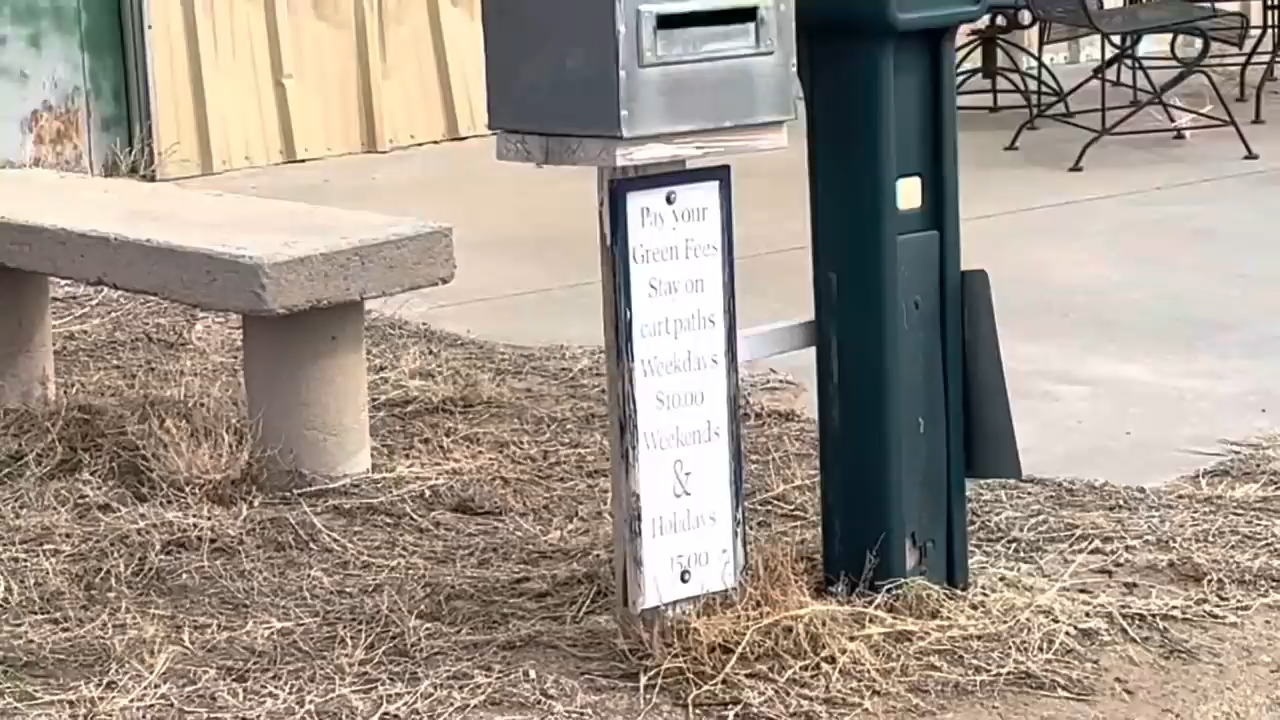 Pay your
Green Fees
Stay on
cart paths
Weekdays
$10.00
Weekends
&
Holidays
15.00